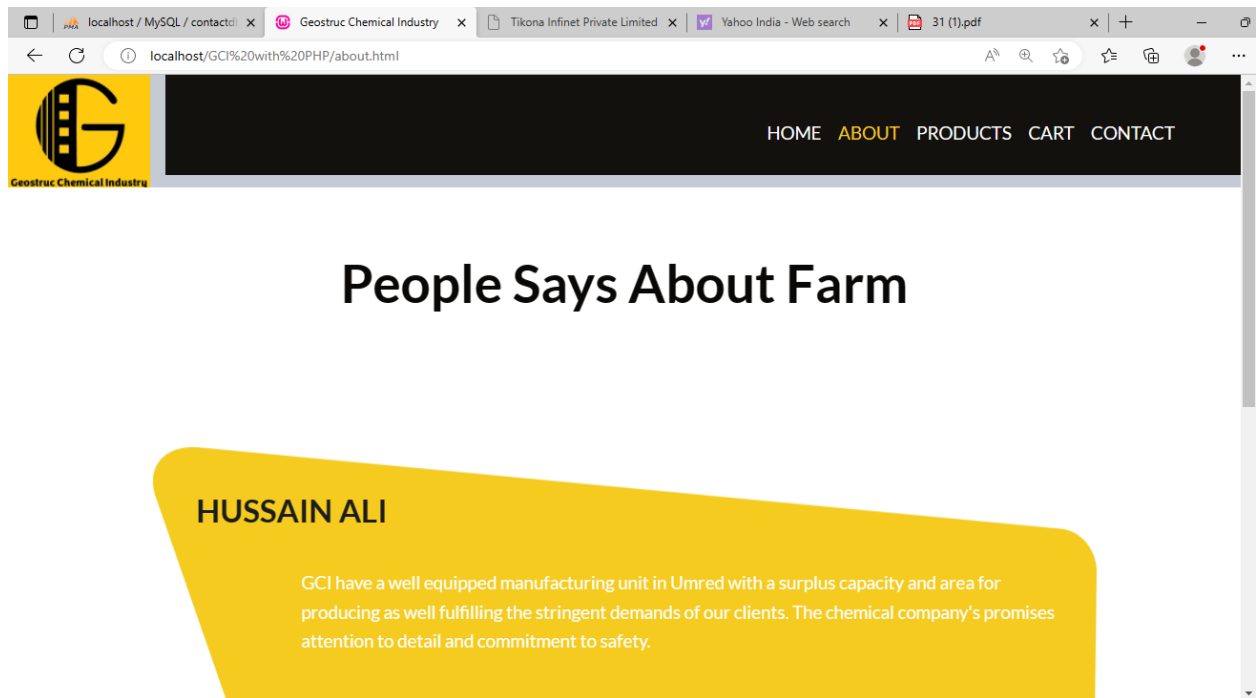 localhost / MySQL / contactdb
Geostruc Chemical Industry
Tikona Infinet Private Limited
Yahoo India - Web search
31 (1).pdf
localhost/GCI%20with%20PHP/about.html
G
Geostruc Chemical Industry
HOME ABOUT PRODUCTS CART CONTACT
People Says About Farm
HUSSAIN ALI
GCI have a well equipped manufacturing unit in Umred with a surplus capacity and area for
producing as well fulfilling the stringent demands of our clients. The chemical company's promises
attention to detail and commitment to safety.